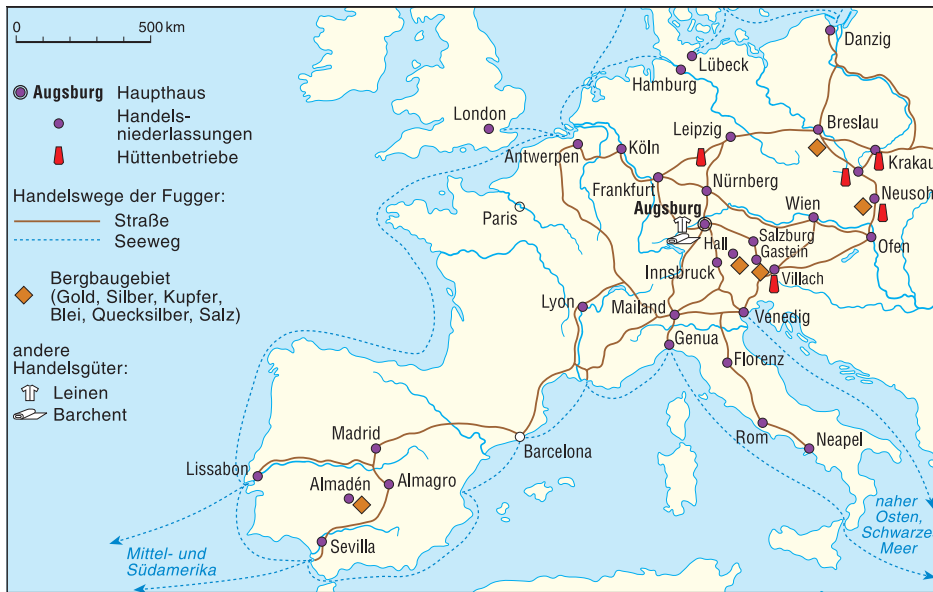 0 500 km
Augsburg Haupthaus
Handels-
niederlassungen
Hüttenbetriebe
Handelswege der Fugger:
Straße
Seeweg
Bergbaugebiet
(Gold, Silber, Kupfer,
Blei, Quecksilber, Salz)
andere
Handelsgüter:
Leinen
Barchent
Danzig
Lübeck
Hamburg
London
Breslau
Leipzig
Antwerpen
Köln
Krakau
Frankfurt
Nürnberg
Neusohl
Augsburg
Paris
Wien
Salzburg
Hall
Gastein
Ofen
Innsbruck
Villach
Lyon
Mailand
Venedig
Genua
Florenz
Madrid
Barcelona
Rom
Neapel
Lissabon
Almadén
Almagro
naher
Osten,
Schwarzes
Meer
Sevilla
Mittel- und
Südamerika